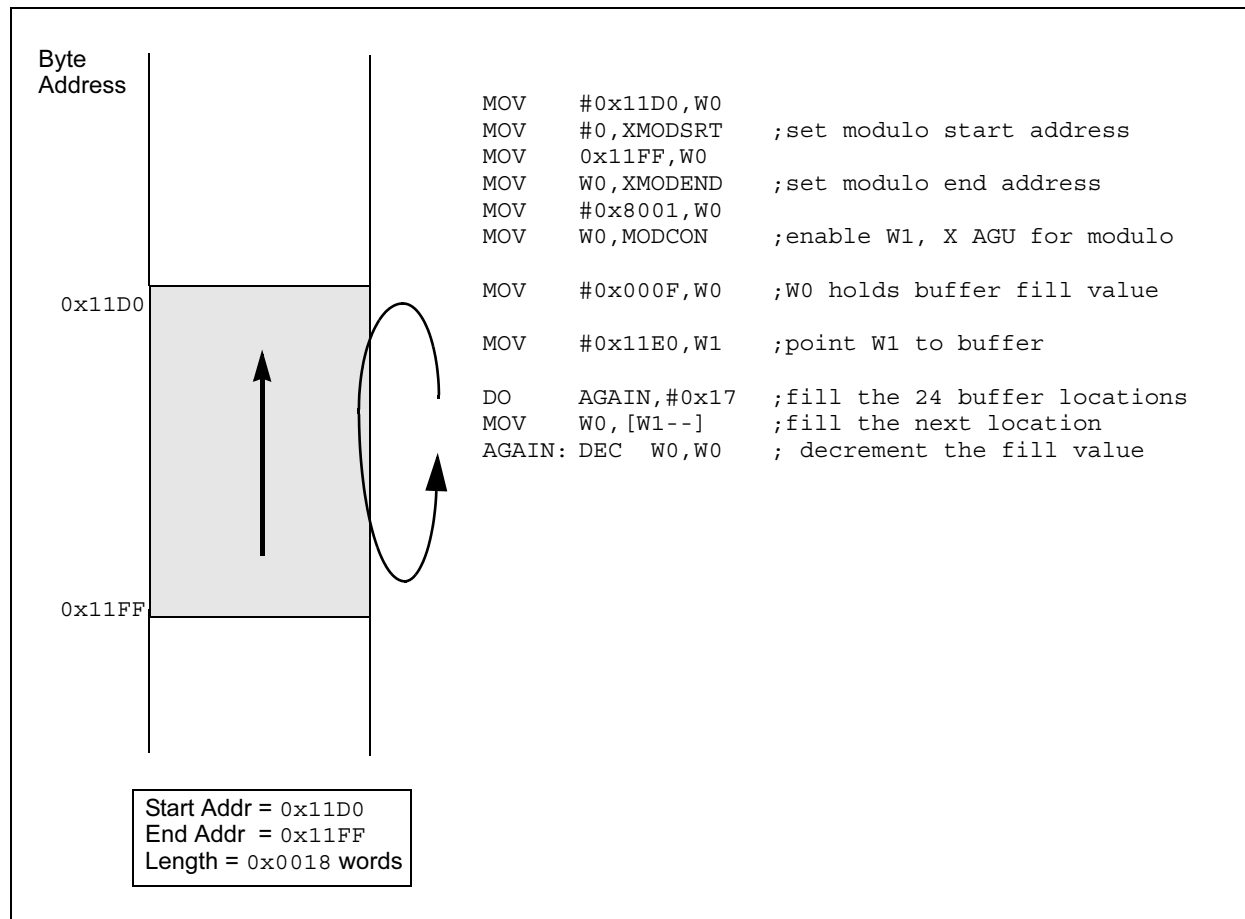 Byte
Address
MOV #0x11D0,W0
MOV #0,XMODSRT ;set modulo start address
MOV 0x11FF,W0
MOV W0,XMODEND ;set modulo end address
MOV #0x8001,W0
MOV W0,MODCON ;enable W1, X AGU for modulo
MOV #0x000F,W0 ;W0 holds buffer fill value
MOV #0x11E0,W1 ;point W1 to buffer
DO AGAIN,#0x17 ;fill the 24 buffer locations
MOV W0,[W1--] ;fill the next location
AGAIN: DEC W0,W0 ; decrement the fill value
0x11D0
0x11FF
Start Addr = 0x11D0
End Addr = 0x11FF
Length = 0x0018 words